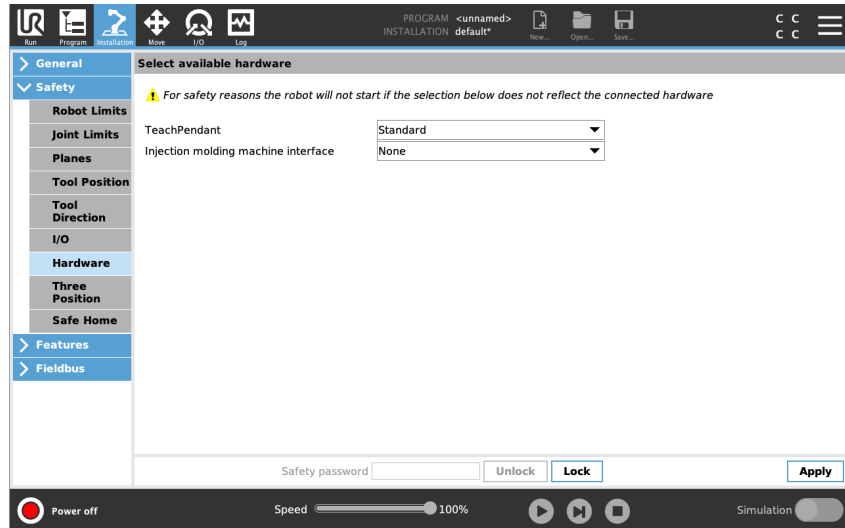 UR
Run
Program
Installation
Move
I/O
Log
PROGRAM <unnamed>
INSTALLATION default*
New...
Open...
Save...
C C
C C
General
Safety
Robot Limits
Joint Limits
Planes
Tool Position
Tool
Direction
I/O
Hardware
Three
Position
Safe Home
Features
Fieldbus
Select available hardware
For safety reasons the robot will not start if the selection below does not reflect the connected hardware
TeachPendant Standard
Injection molding machine interface None
Safety password Unlock Lock Apply
Power off Speed 100% Simulation